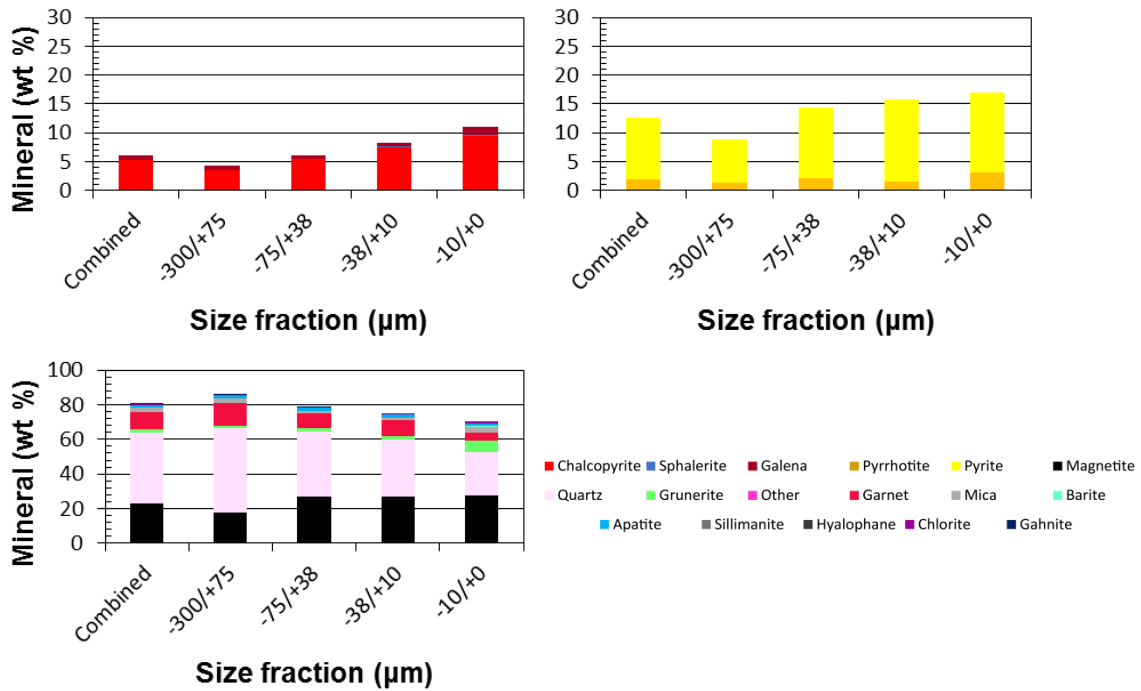 Mineral (wt %)
30
25
20
15
10
5
0
Combined
-300/+75
-75/+38
-38/+10
-10/+0
Size fraction (µm)
30
25
20
15
10
5
0
Combined
-300/+75
-75/+38
-38/+10
-10/+0
Size fraction (µm)
Mineral (wt %)
100
80
60
40
20
0
Combined
-300/+75
-75/+38
-38/+10
-10/+0
Size fraction (µm)
Chalcopyrite Sphalerite Galena Pyrrhotite Pyrite Magnetite
Quartz Grunerite Other Garnet Mica Barite
Apatite Sillimanite Hyalophane Chlorite Gahnite